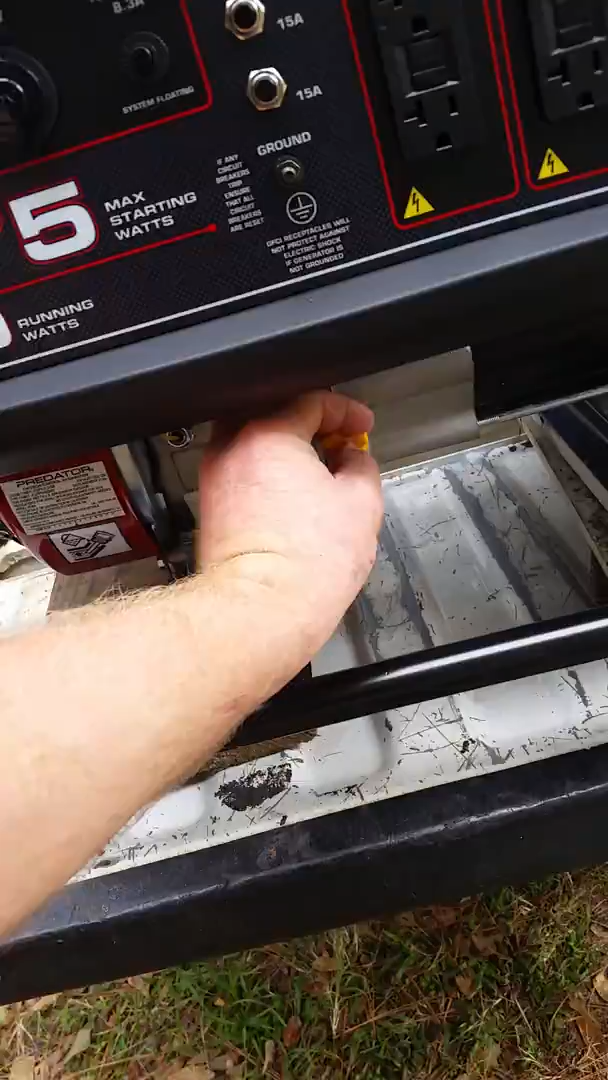 8.3A
15A
15A
SYSTEM FLOATING
GROUND
IF ANY
CIRCUIT
BREAKERS
TRIP
ENSURE
THAT ALL
CIRCUIT
BREAKERS
ARE RESET
GFCI RECEPTACLES WILL
NOT PROTECT AGAINST
ELECTRIC SHOCK
IF GENERATOR IS
NOT GROUNDED
5
MAX
STARTING
WATTS
RUNNING
WATTS
PREDATOR